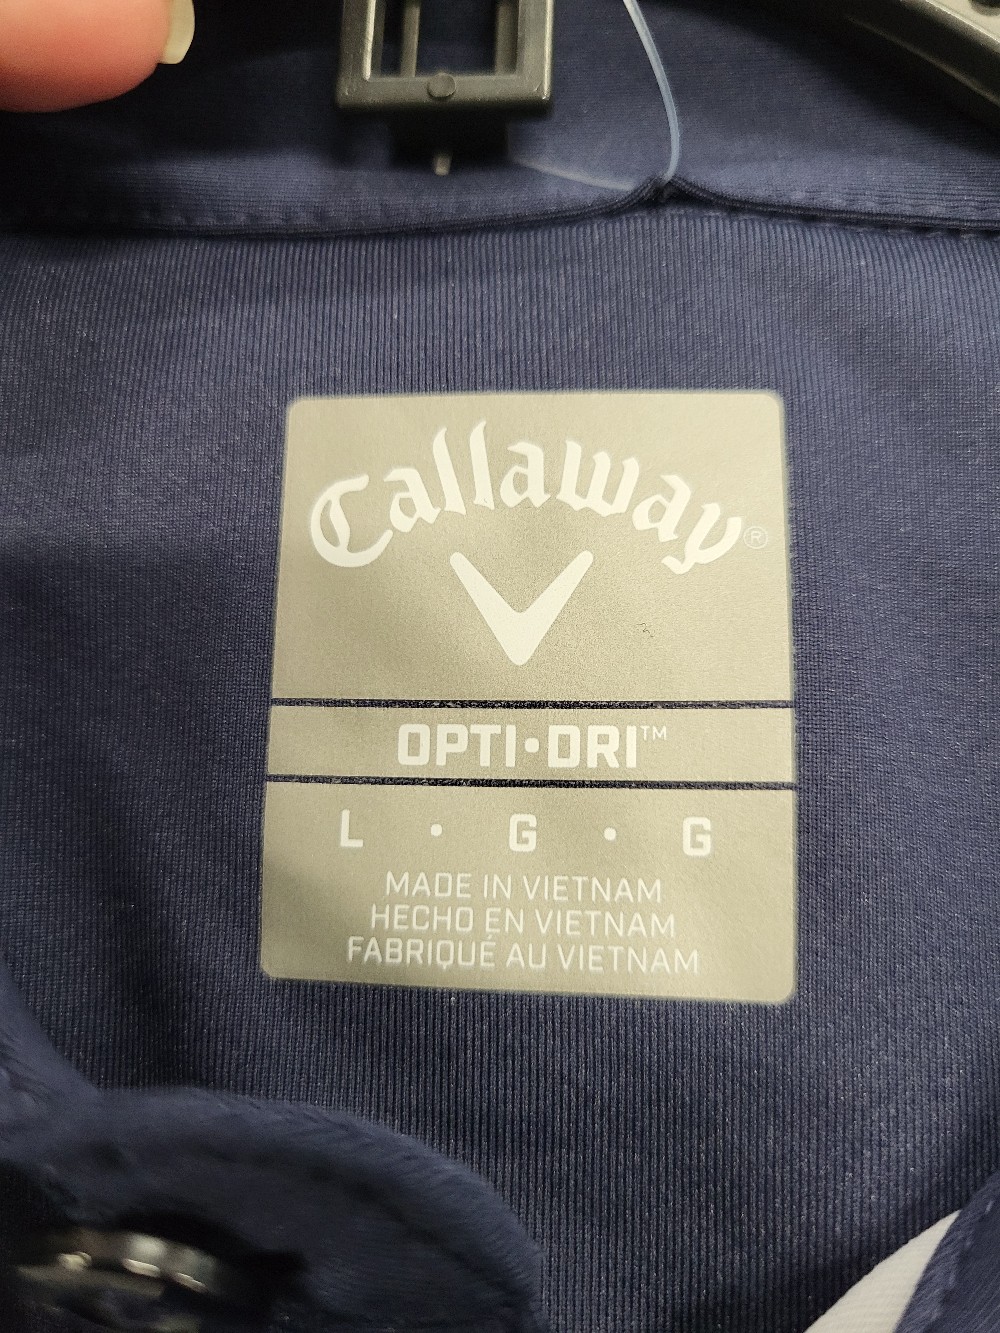 Callaway®
OPTI•DRI™
L • G • G
MADE IN VIETNAM
HECHO EN VIETNAM
FABRIQUÉ AU VIETNAM